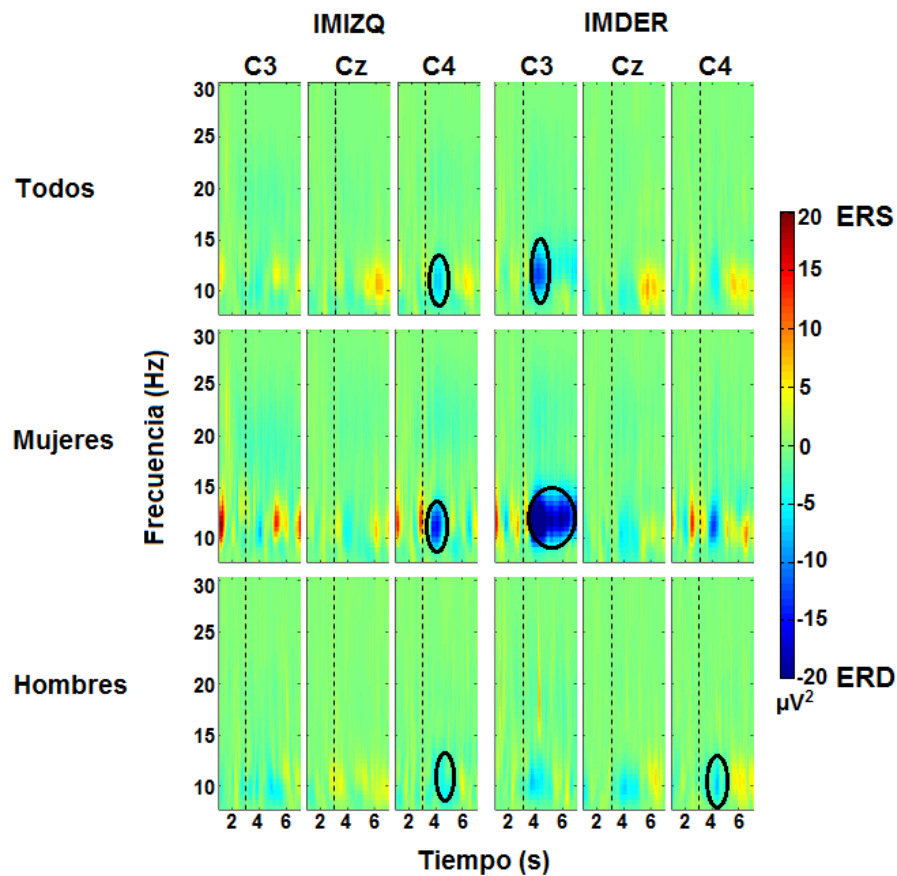 IMIZQ IMDER
C3 Cz C4 C3 Cz C4
Todos
30
25
20
15
10
Mujeres
30
25
20
15
10
Hombres
30
25
20
15
10
Frecuencia (Hz)
2 4 6 2 4 6 2 4 6 2 4 6 2 4 6 2 4 6
Tiempo (s)
20 ERS
15
10
5
0
-5
-10
-15
-20 ERD
µV²